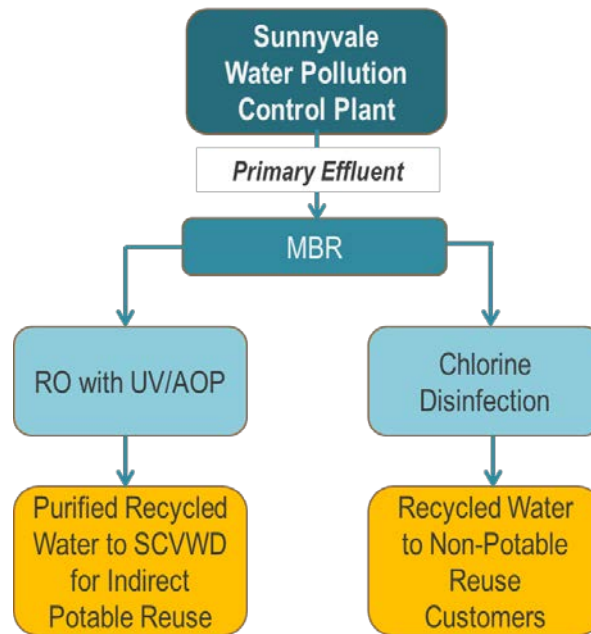 Sunnyvale
Water Pollution
Control Plant
Primary Effluent
MBR
RO with UV/AOP
Chlorine
Disinfection
Purified Recycled
Water to SCVWD
for Indirect
Potable Reuse
Recycled Water
to Non-Potable
Reuse
Customers